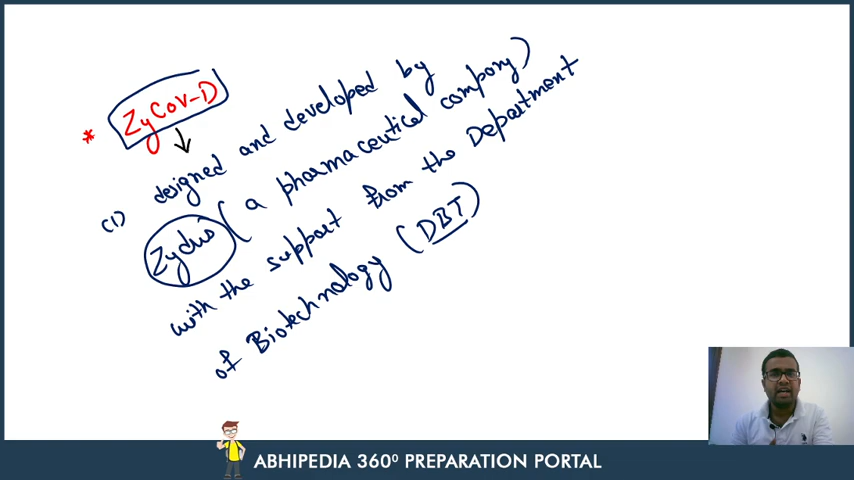 * ZyCoV-D
(1) designed and developed by
Zydus (a pharmaceutical company)
with the support from the Department
of Biotechnology (DBT)
ABHIPEDIA 360⁰ PREPARATION PORTAL